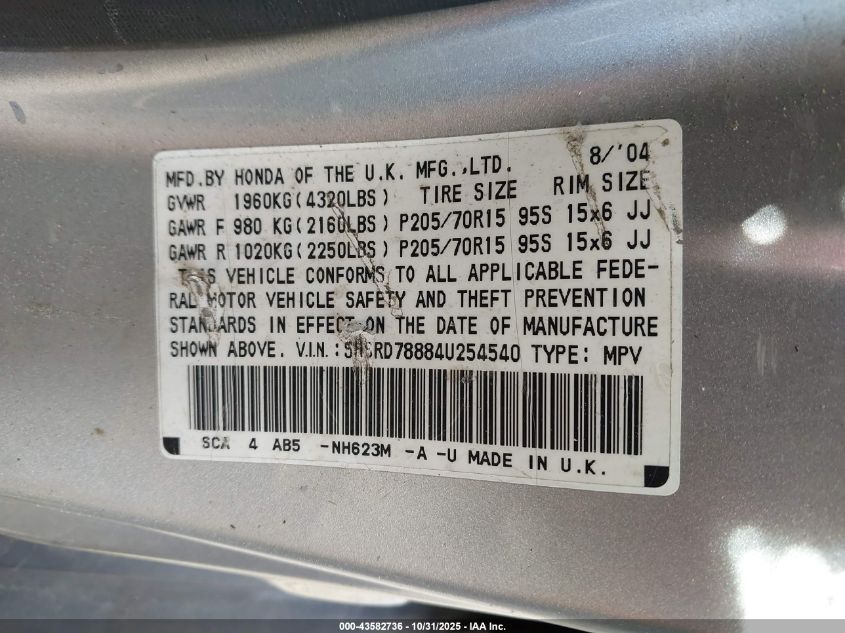 8/'04
MFD.BY HONDA OF THE U.K. MFG.,LTD.
GVWR 1960KG(4320LBS) TIRE SIZE RIM SIZE
GAWR F 980 KG(2160LBS) P205/70R15 95S 15x6 JJ
GAWR R 1020KG(2250LBS) P205/70R15 95S 15x6 JJ
THIS VEHICLE CONFORMS TO ALL APPLICABLE FEDE-
RAL MOTOR VEHICLE SAFETY AND THEFT PREVENTION
STANDARDS IN EFFECT ON THE DATE OF MANUFACTURE
SHOWN ABOVE. V.I.N.: SHSRD78884U254540 TYPE: MPV
SCA 4 AB5 -NH623M -A -U MADE IN U.K.
000-43582736 - 10/31/2025 - IAA Inc.